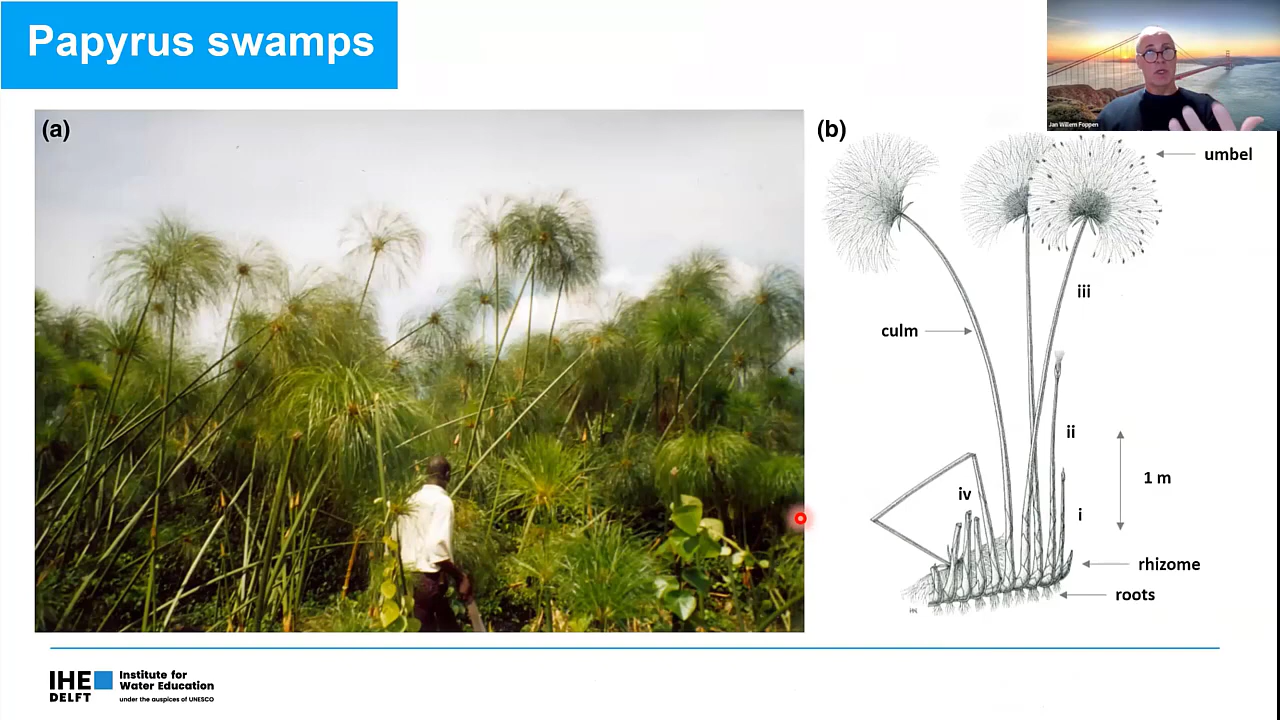 Papyrus swamps
Jan Willem Foppen
(a)
(b)
umbel
iii
culm
ii
iv
1 m
i
rhizome
roots
IHE
DELFT
Institute for
Water Education
under the auspices of UNESCO